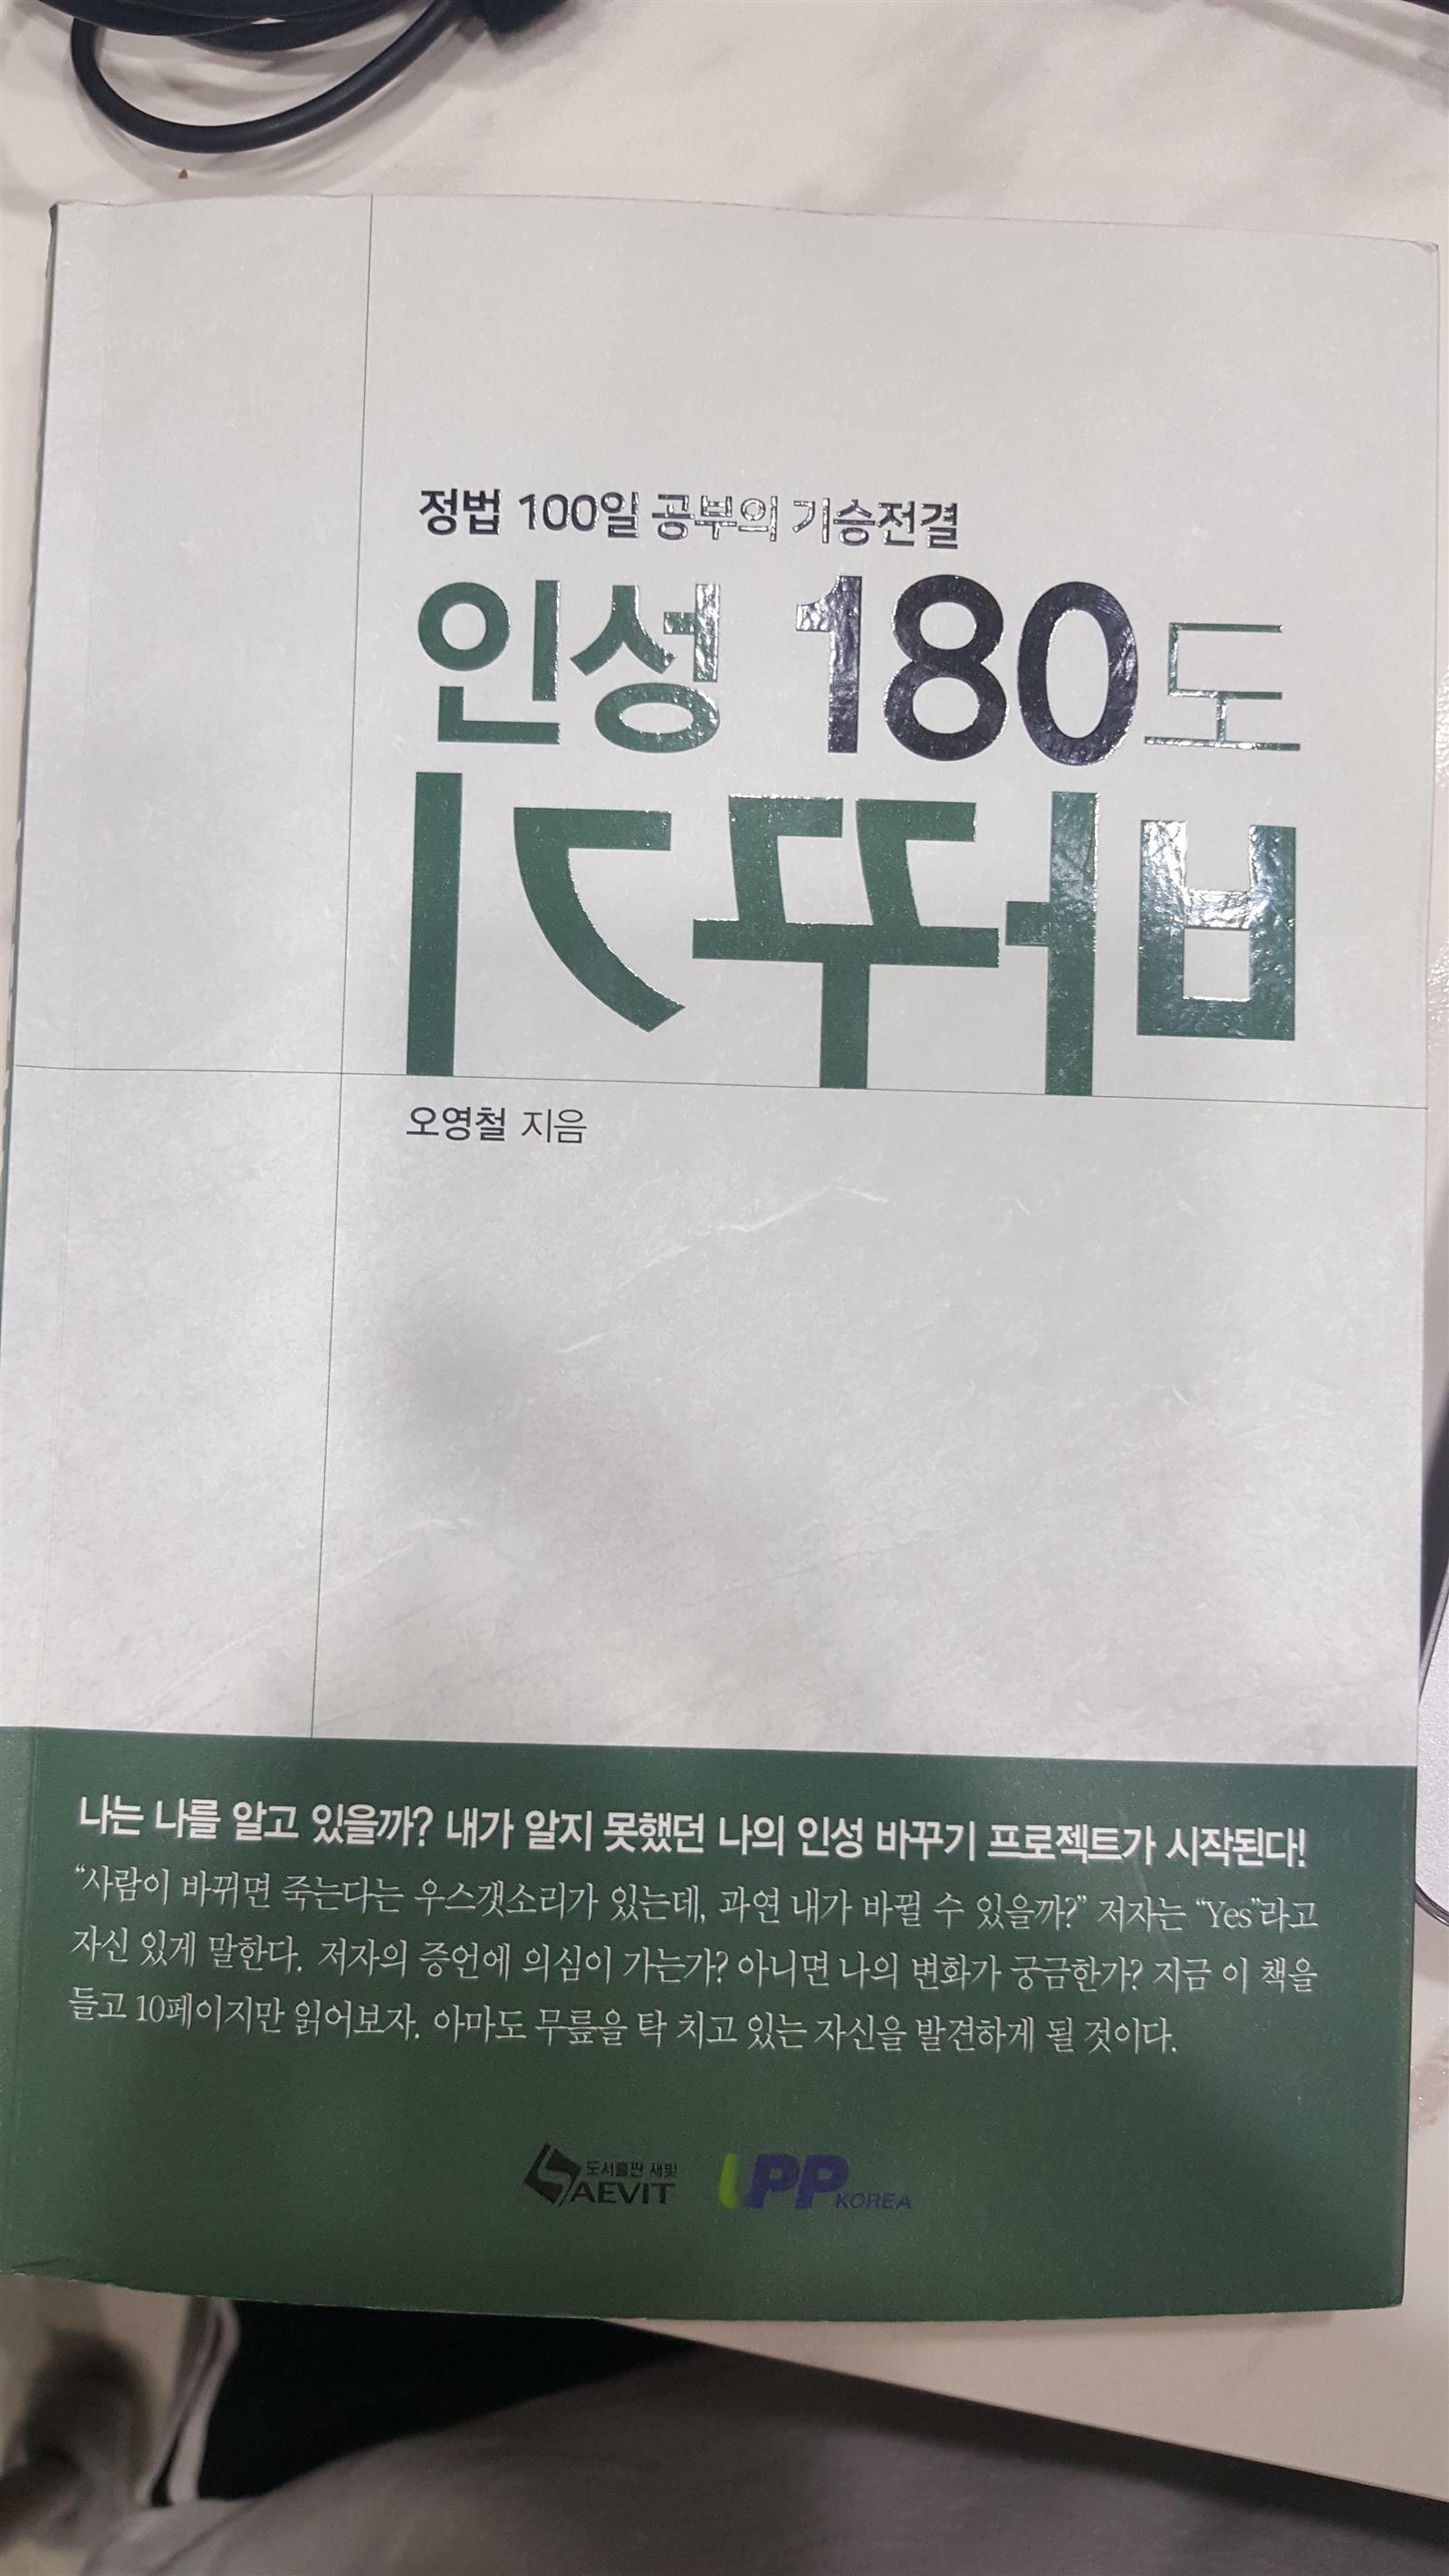 정법 100일 공부의 기승전결
인성 180도
바꾸기
오영철 지음
나는 나를 알고 있을까? 내가 알지 못했던 나의 인성 바꾸기 프로젝트가 시작된다!
“사람이 바뀌면 죽는다는 우스갯소리가 있는데, 과연 내가 바뀔 수 있을까?” 저자는 “Yes”라고
자신 있게 말한다. 저자의 증언에 의심이 가는가? 아니면 나의 변화가 궁금한가? 지금 이 책을
들고 10페이지만 읽어보자. 아마도 무릎을 탁 치고 있는 자신을 발견하게 될 것이다.
도서출판 새빛
SAEVIT
UPP KOREA